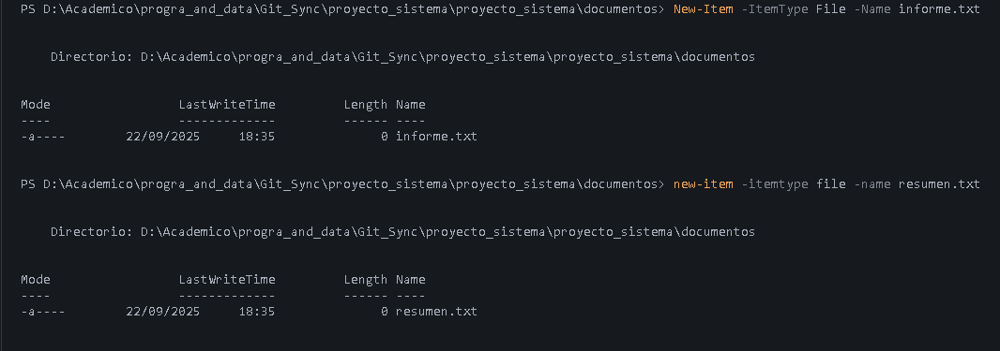 PS D:\Academico\progra_and_data\Git_Sync\proyecto_sistema\proyecto_sistema\documentos> New-Item -ItemType File -Name informe.txt
Directorio: D:\Academico\progra_and_data\Git_Sync\proyecto_sistema\proyecto_sistema\documentos
Mode                 LastWriteTime         Length Name
----                 -------------         ------ ----
-a----        22/09/2025     18:35              0 informe.txt
PS D:\Academico\progra_and_data\Git_Sync\proyecto_sistema\proyecto_sistema\documentos> new-item -itemtype file -name resumen.txt
Directorio: D:\Academico\progra_and_data\Git_Sync\proyecto_sistema\proyecto_sistema\documentos
Mode                 LastWriteTime         Length Name
----                 -------------         ------ ----
-a----        22/09/2025     18:35              0 resumen.txt